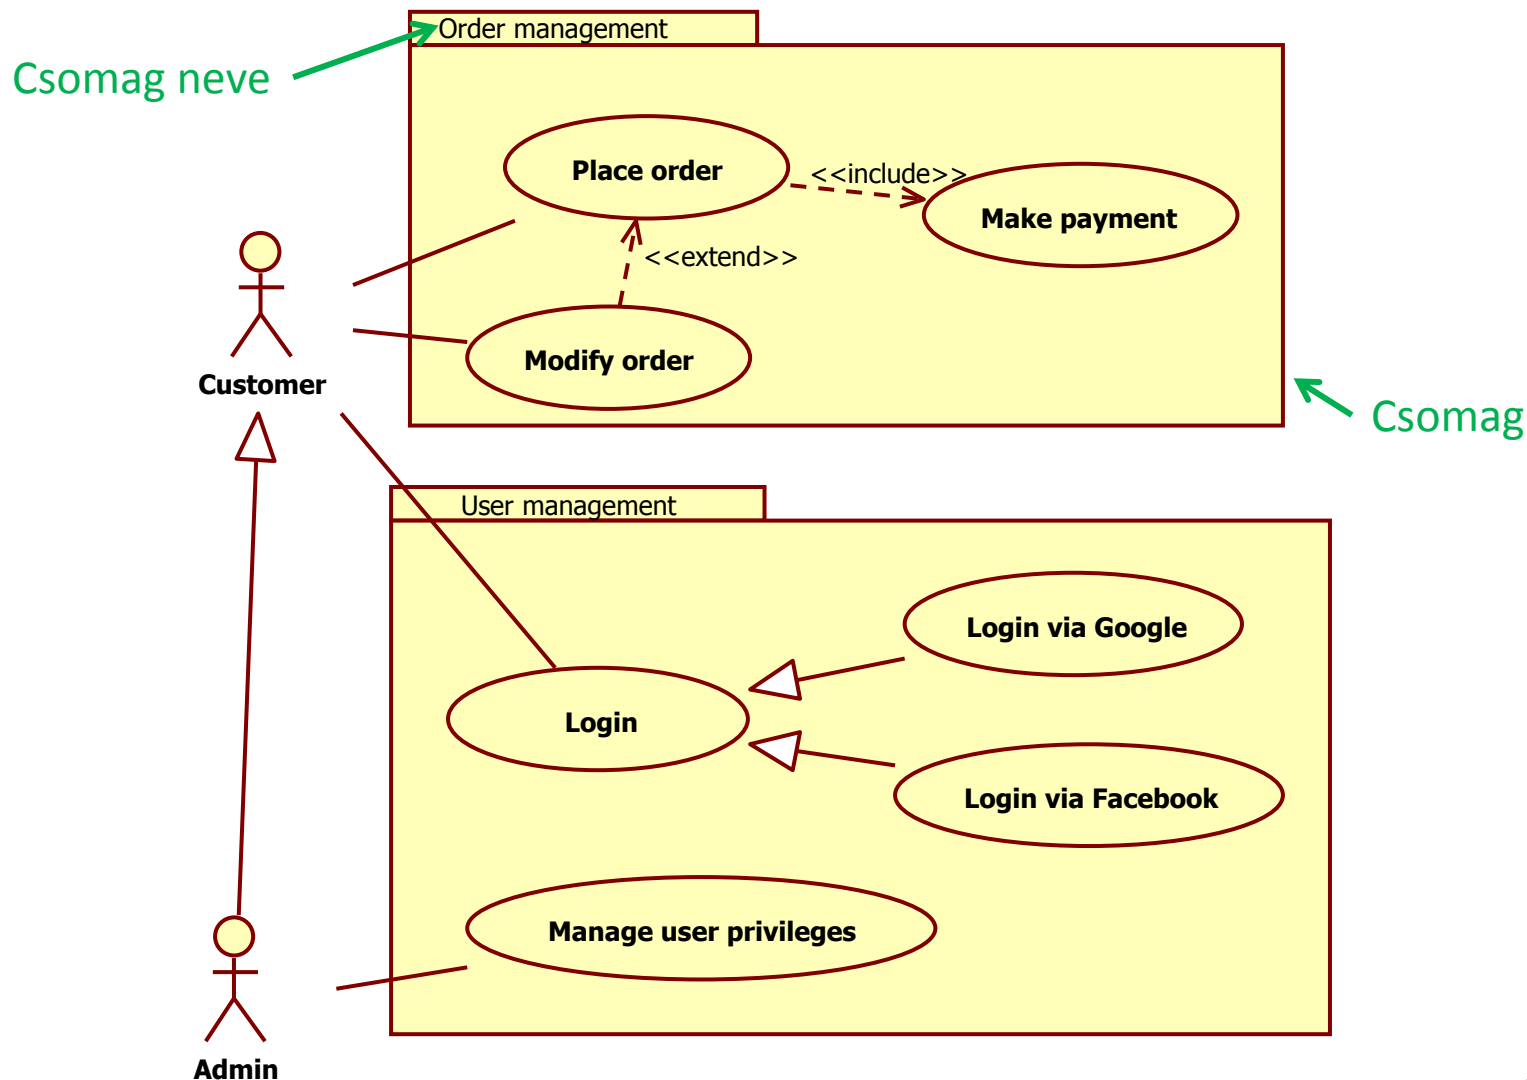 Order management
Csomag neve
Place order
<<include>>
Make payment
<<extend>>
Modify order
Customer
Csomag
User management
Login via Google
Login
Login via Facebook
Manage user privileges
Admin